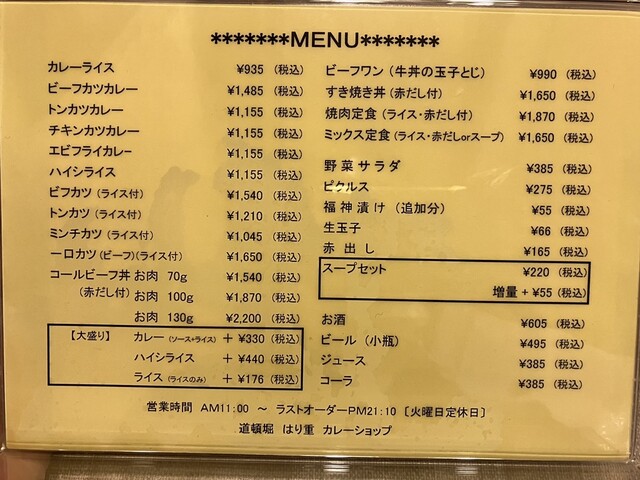 *******MENU*******
カレーライス ¥935 (税込)
ビーフカツカレー ¥1,485 (税込)
トンカツカレー ¥1,155 (税込)
チキンカツカレー ¥1,155 (税込)
エビフライカレー ¥1,155 (税込)
ハイシライス ¥1,155 (税込)
ビフカツ (ライス付) ¥1,540 (税込)
トンカツ (ライス付) ¥1,210 (税込)
ミンチカツ (ライス付) ¥1,045 (税込)
一口カツ (ビーフ)(ライス付) ¥1,650 (税込)
コールビーフ丼 お肉 70g ¥1,540 (税込)
(赤だし付) お肉 100g ¥1,870 (税込)
お肉 130g ¥2,200 (税込)
【大盛り】 カレー (ソース+ライス) + ¥330 (税込)
ハイシライス + ¥440 (税込)
ライス (ライスのみ) + ¥176 (税込)
ビーフワン (牛丼の玉子とじ) ¥990 (税込)
すき焼き丼 (赤だし付) ¥1,650 (税込)
焼肉定食 (ライス・赤だし付) ¥1,870 (税込)
ミックス定食 (ライス・赤だしorスープ) ¥1,650 (税込)
野菜サラダ ¥385 (税込)
ピクルス ¥275 (税込)
福神漬け (追加分) ¥55 (税込)
生玉子 ¥66 (税込)
赤出し ¥165 (税込)
スープセット ¥220 (税込)
増量 + ¥55 (税込)
お酒 ¥605 (税込)
ビール (小瓶) ¥495 (税込)
ジュース ¥385 (税込)
コーラ ¥385 (税込)
営業時間 AM11:00 ～ ラストオーダーPM21:10 〔火曜日定休日〕
道頓堀 はり重 カレーショップ